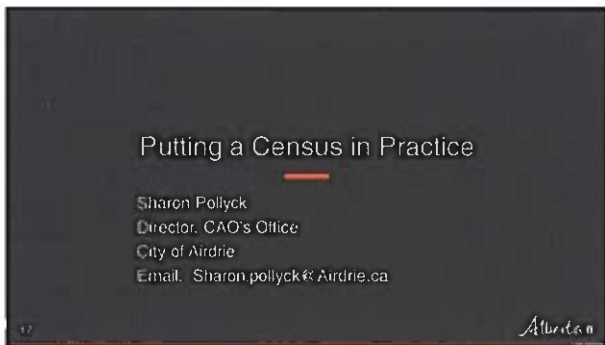 Putting a Census in Practice
Sharon Pollyck
Director, CAO's Office
City of Airdrie
Email. Sharon.pollyck@Airdrie.ca
17
Alberta